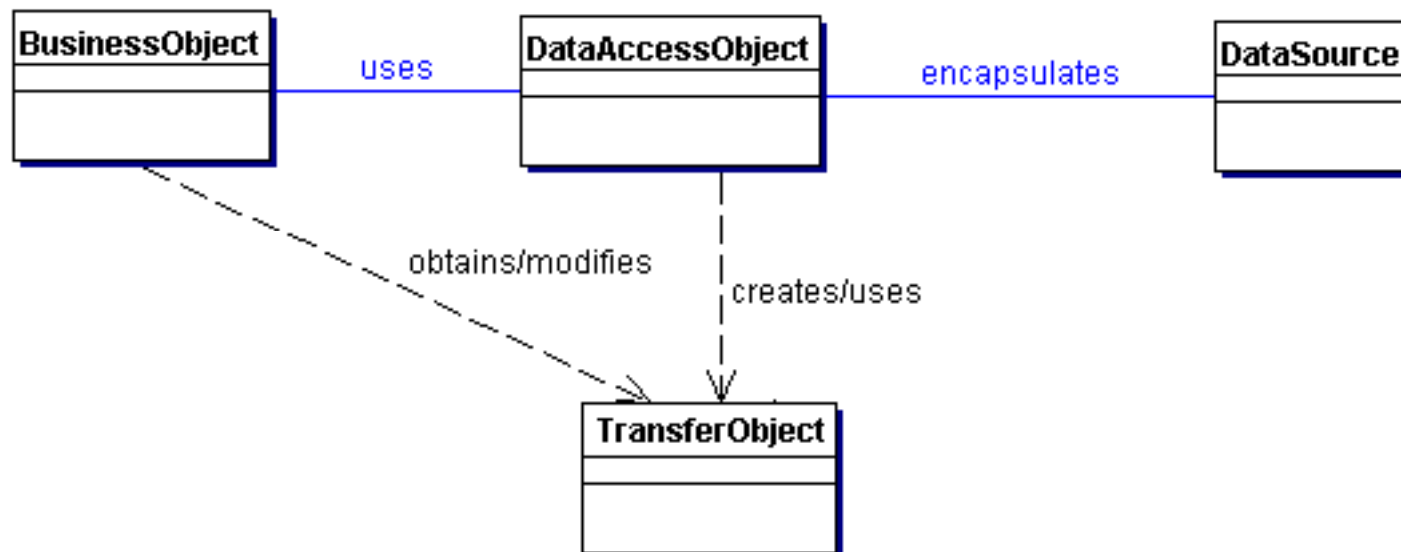 BusinessObject
uses
DataAccessObject
encapsulates
DataSource
obtains/modifies
creates/uses
TransferObject